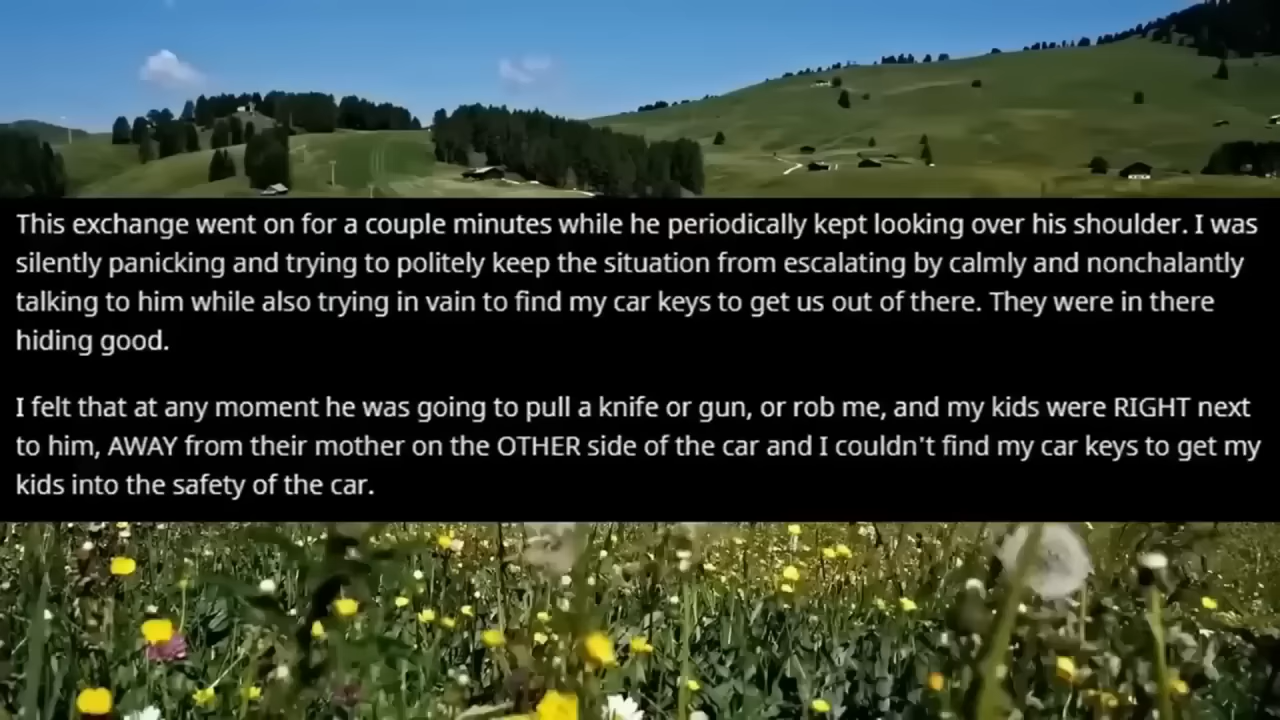 This exchange went on for a couple minutes while he periodically kept looking over his shoulder. I was
silently panicking and trying to politely keep the situation from escalating by calmly and nonchalantly
talking to him while also trying in vain to find my car keys to get us out of there. They were in there
hiding good.
I felt that at any moment he was going to pull a knife or gun, or rob me, and my kids were RIGHT next
to him, AWAY from their mother on the OTHER side of the car and I couldn't find my car keys to get my
kids into the safety of the car.